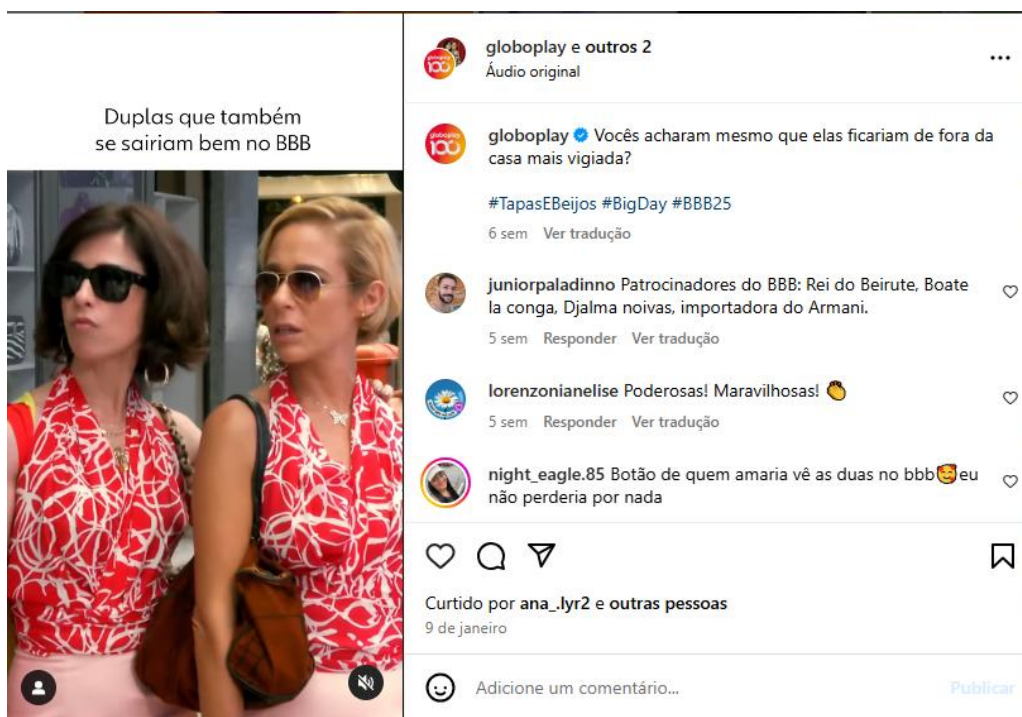 Duplas que também
se sairiam bem no BBB
globoplay e outros 2
Áudio original
globoplay Vocês acharam mesmo que elas ficariam de fora da
casa mais vigiada?
#TapasEBeijos #BigDay #BBB25
6 sem Ver tradução
juniorpaladinno Patrocinadores do BBB: Rei do Beirute, Boate
la conga, Djalma noivas, importadora do Armani.
5 sem Responder Ver tradução
lorenzonianelise Poderosas! Maravilhosas! 👏
5 sem Responder Ver tradução
night_eagle.85 Botão de quem amaria vê as duas no bbb🥰eu
não perderia por nada
Curtido por ana_.lyr2 e outras pessoas
9 de janeiro
Adicione um comentário...
Publicar